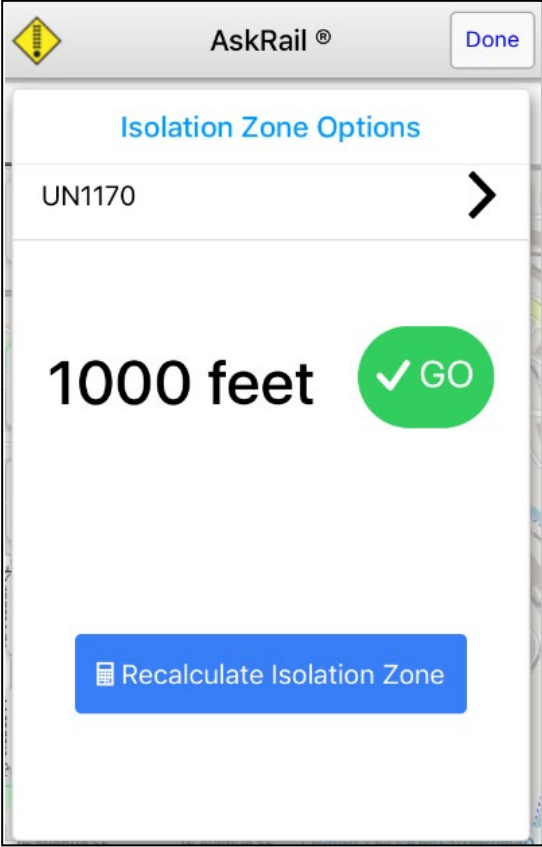 AskRail ®
Done
Isolation Zone Options
UN1170
1000 feet
GO
Recalculate Isolation Zone